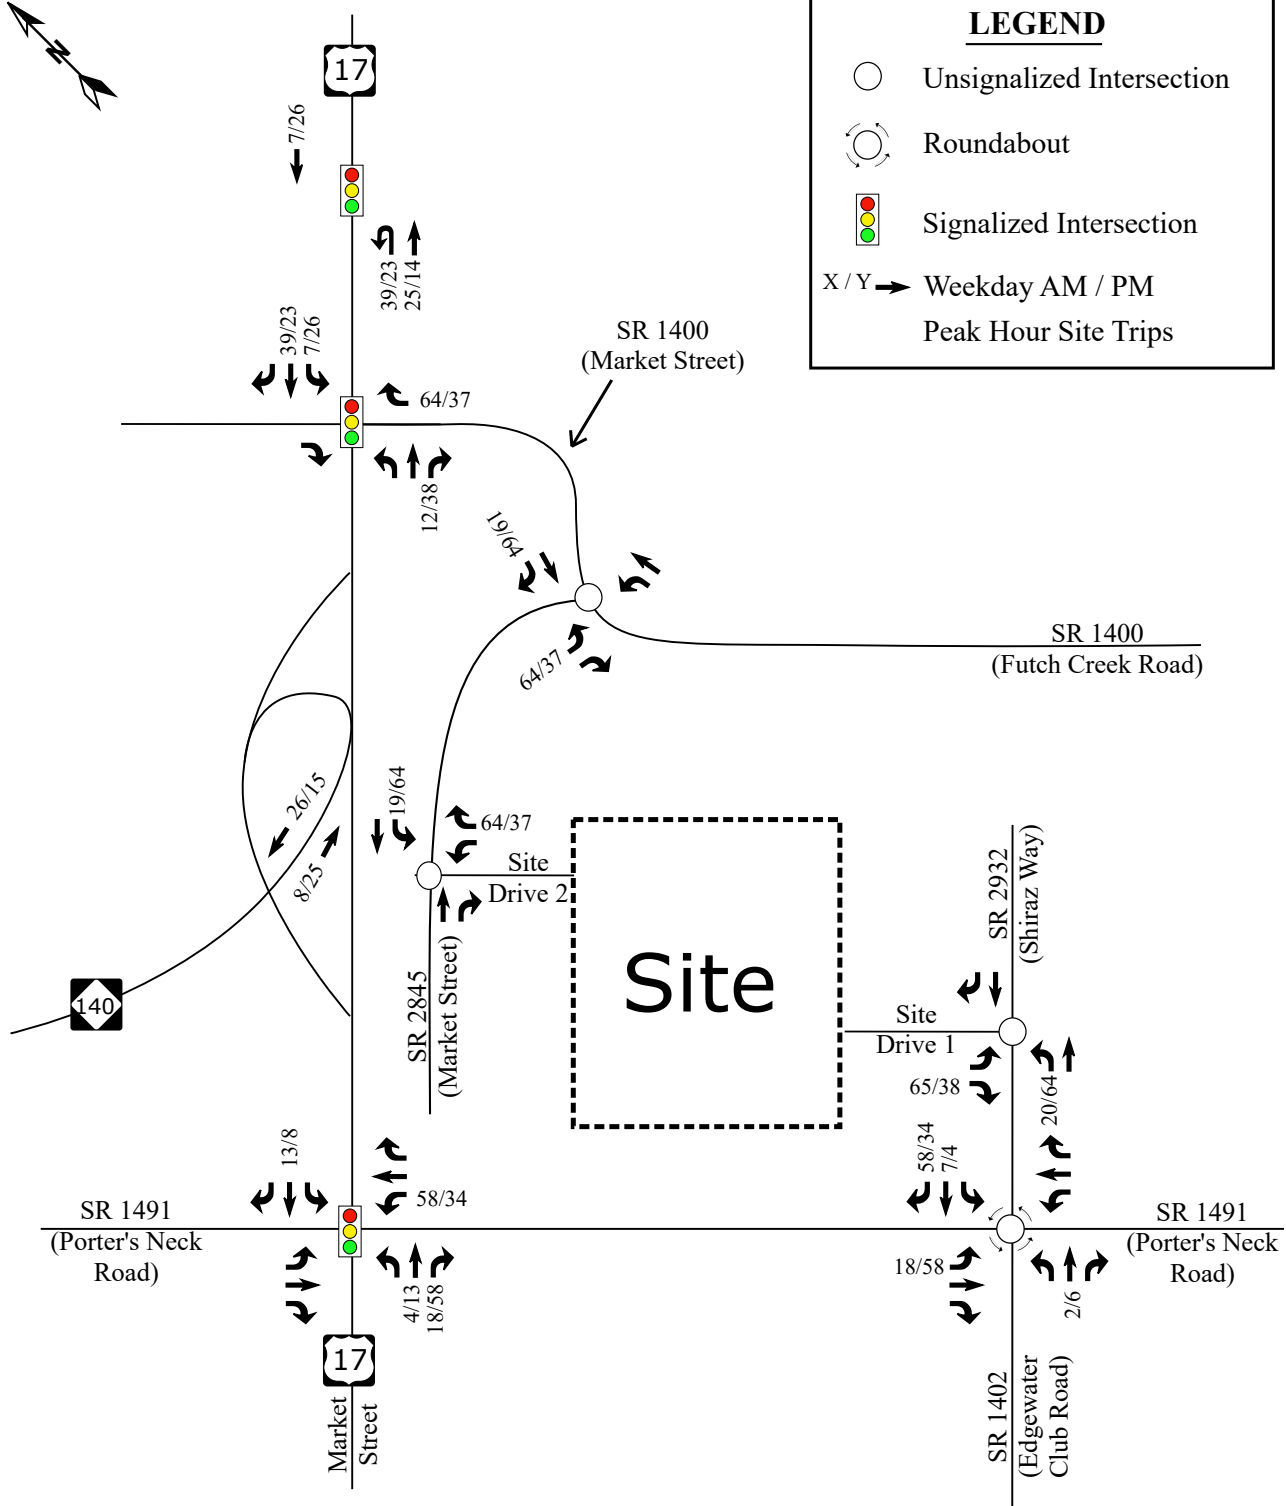 LEGEND
Unsignalized Intersection
Roundabout
Signalized Intersection
X / Y
Weekday AM / PM
Peak Hour Site Trips
N
17
7/26
39/23
25/14
39/23
7/26
64/37
12/38
SR 1400
(Market Street)
19/64
64/37
SR 1400
(Futch Creek Road)
26/15
8/25
140
19/64
64/37
Site
Drive 2
SR 2845
(Market Street)
Site
SR 2932
(Shiraz Way)
Site
Drive 1
65/38
20/64
13/8
58/34
SR 1491
(Porter's Neck
Road)
4/13
18/58
58/34
7/4
18/58
2/6
SR 1491
(Porter's Neck
Road)
17
Market
Street
SR 1402
(Edgewater
Club Road)